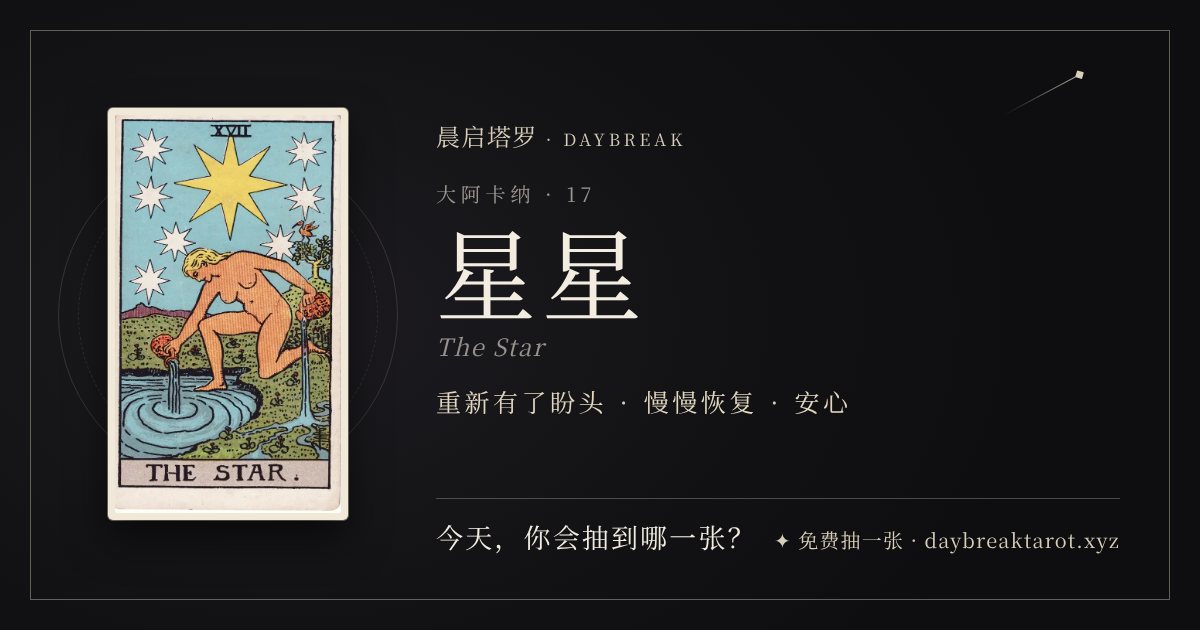 XVII
THE STAR.
晨启塔罗 · DAYBREAK
大阿卡纳 · 17
星星
The Star
重新有了盼头 · 慢慢恢复 · 安心
今天，你会抽到哪一张？
✦ 免费抽一张 · daybreaktarot.xyz